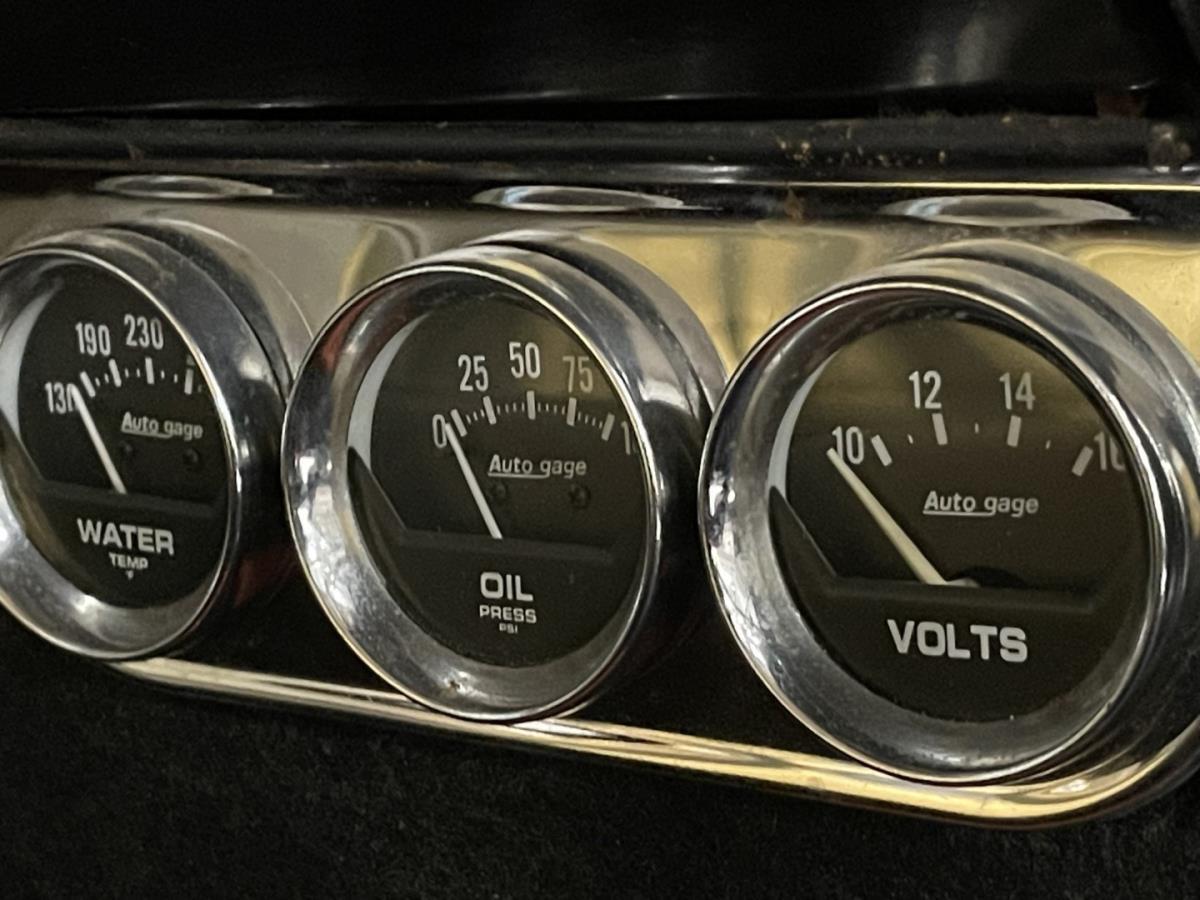 130 190 230
Auto gage
WATER
TEMP
°F
0 25 50 75
Auto gage
OIL
PRESS
PSI
10 12 14 16
Auto gage
VOLTS